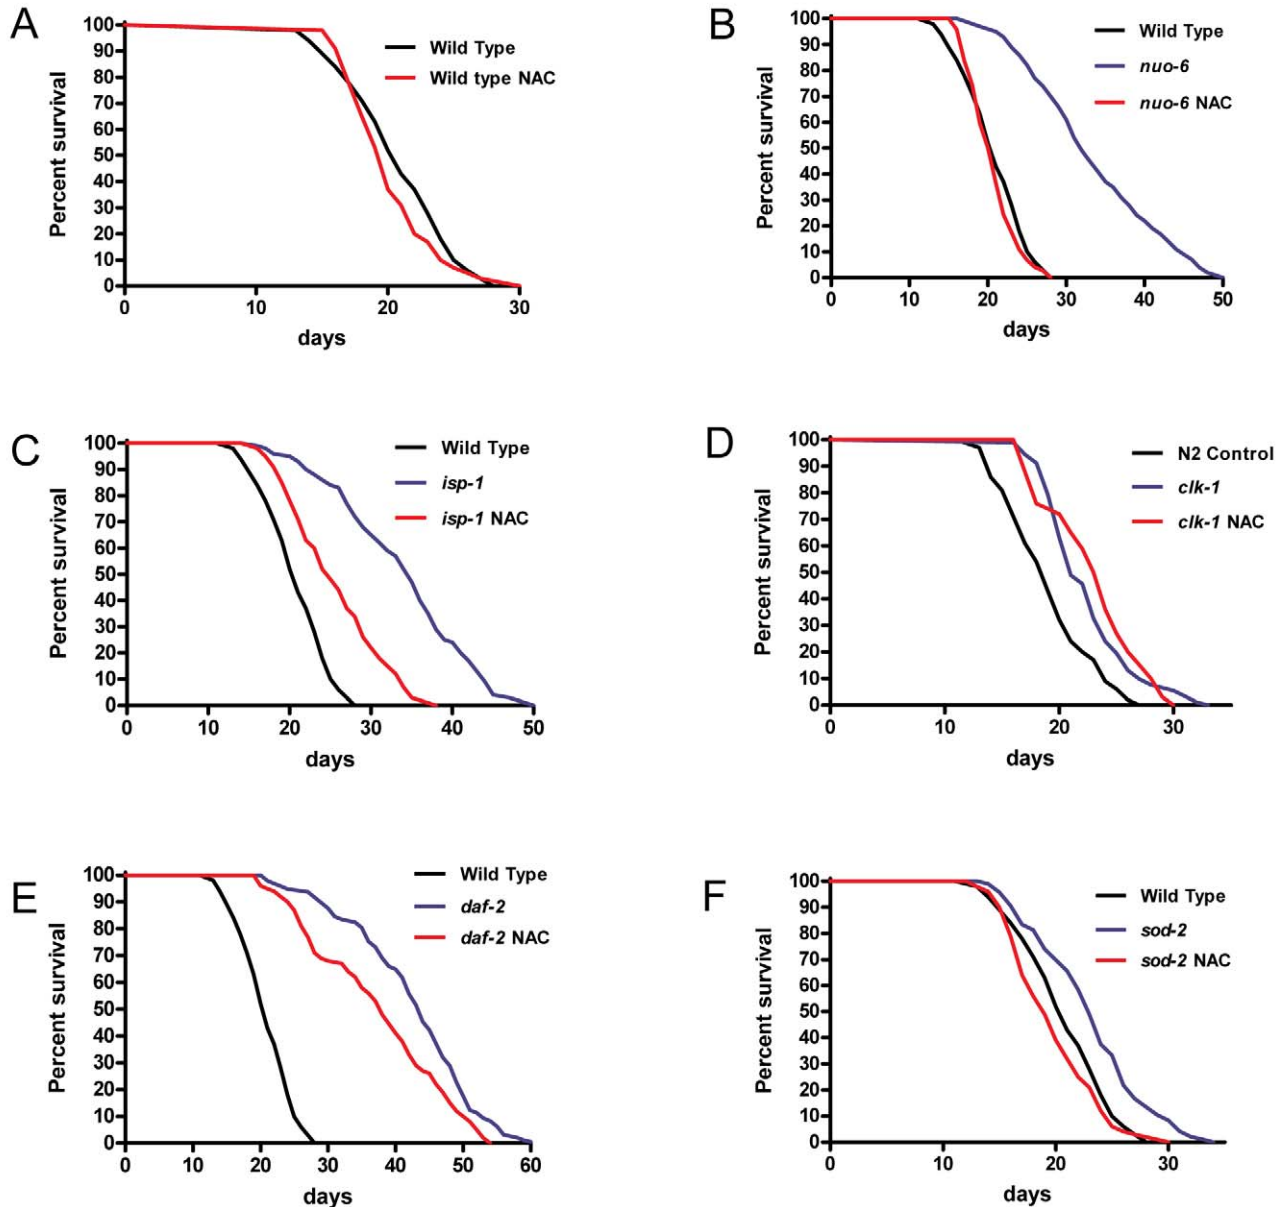 A
100
90
80
70
60
50
40
30
20
10
0
Percent survival
Wild Type
Wild type NAC
0 10 20 30
days
B
100
90
80
70
60
50
40
30
20
10
0
Percent survival
Wild Type
nuo-6
nuo-6 NAC
0 10 20 30 40 50
days
C
100
90
80
70
60
50
40
30
20
10
0
Percent survival
Wild Type
isp-1
isp-1 NAC
0 10 20 30 40 50
days
D
100
90
80
70
60
50
40
30
20
10
0
Percent survival
N2 Control
clk-1
clk-1 NAC
0 10 20 30
days
E
100
90
80
70
60
50
40
30
20
10
0
Percent survival
Wild Type
daf-2
daf-2 NAC
0 10 20 30 40 50 60
days
F
100
90
80
70
60
50
40
30
20
10
0
Percent survival
Wild Type
sod-2
sod-2 NAC
0 10 20 30
days